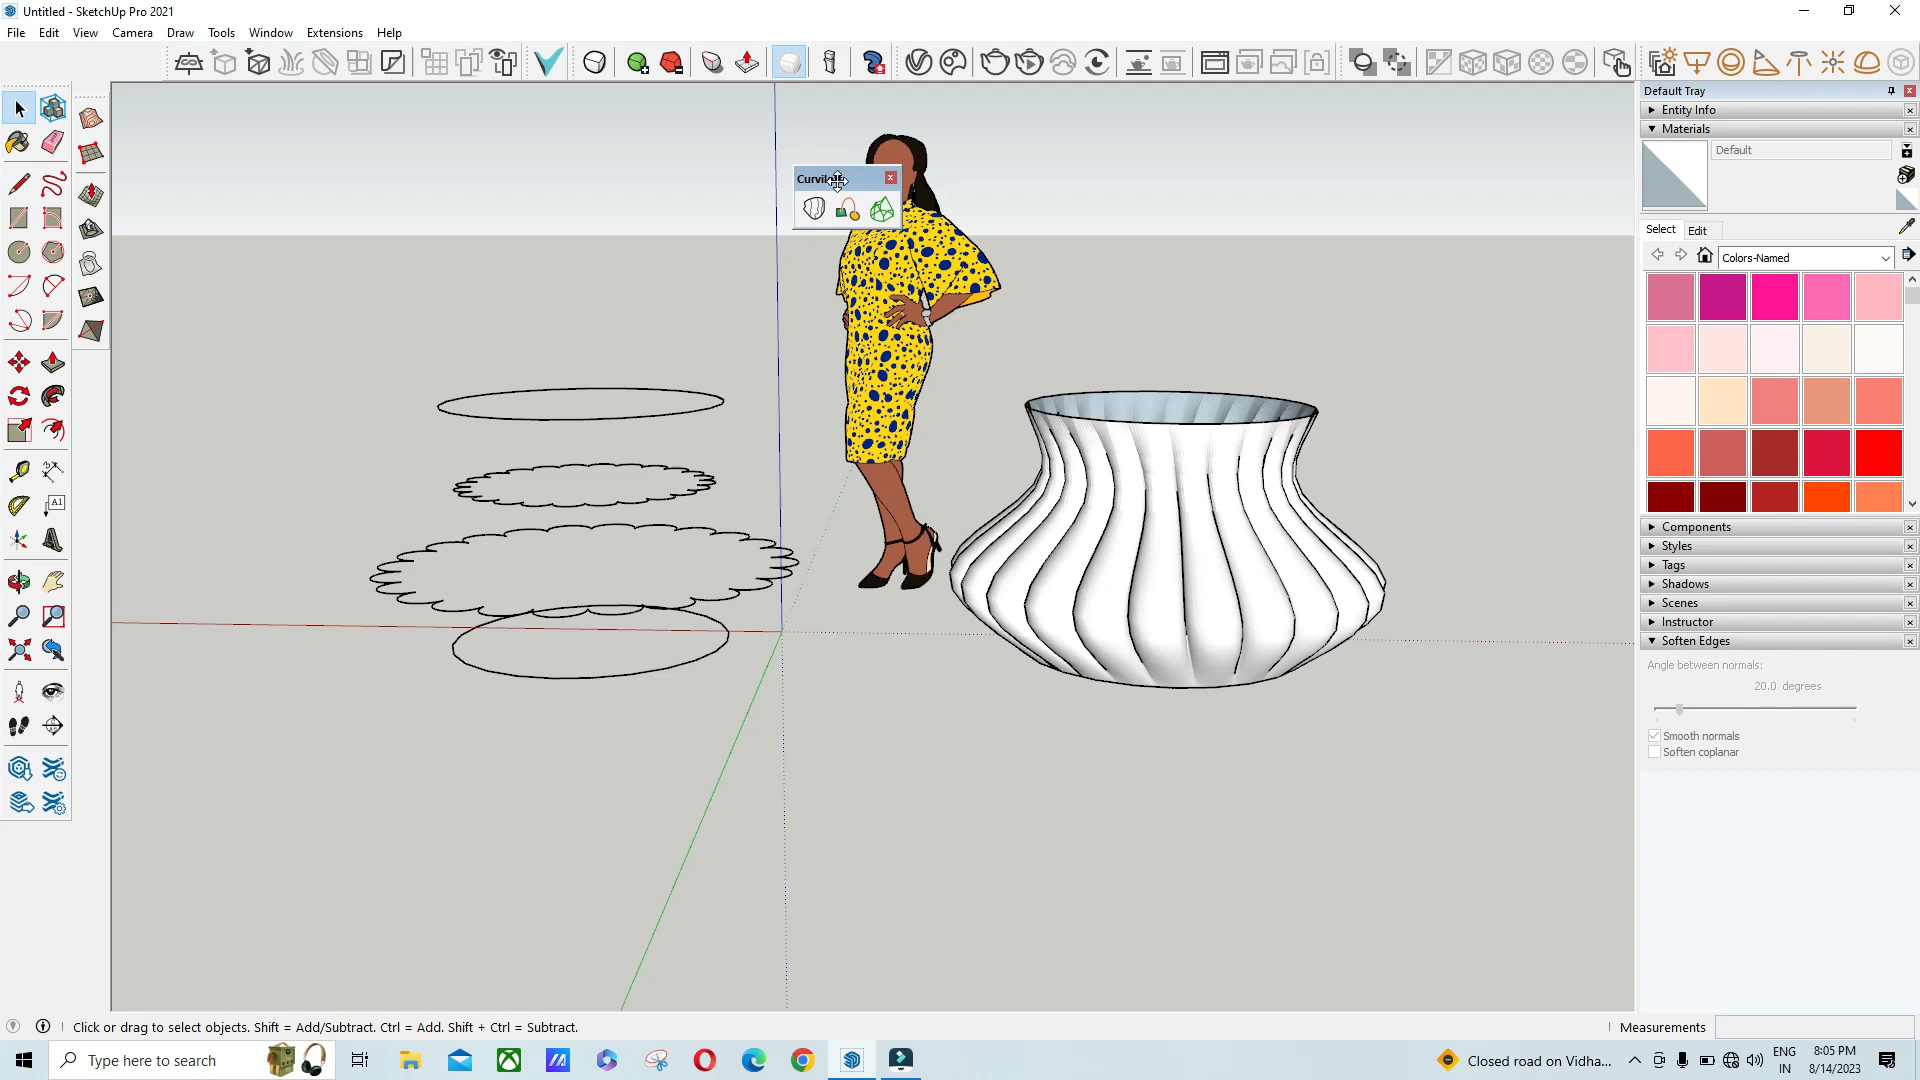 Untitled - SketchUp Pro 2021
File Edit View Camera Draw Tools Window Extensions Help
Default Tray
Entity Info
Materials
Default
Select Edit
Colors-Named
Components
Styles
Tags
Shadows
Scenes
Instructor
Soften Edges
Angle between normals:
20.0 degrees
Smooth normals
Soften coplanar
A1
Click or drag to select objects. Shift = Add/Subtract. Ctrl = Add. Shift + Ctrl = Subtract.
Measurements
Type here to search
Closed road on Vidha...
ENG
IN
8:05 PM
8/14/2023